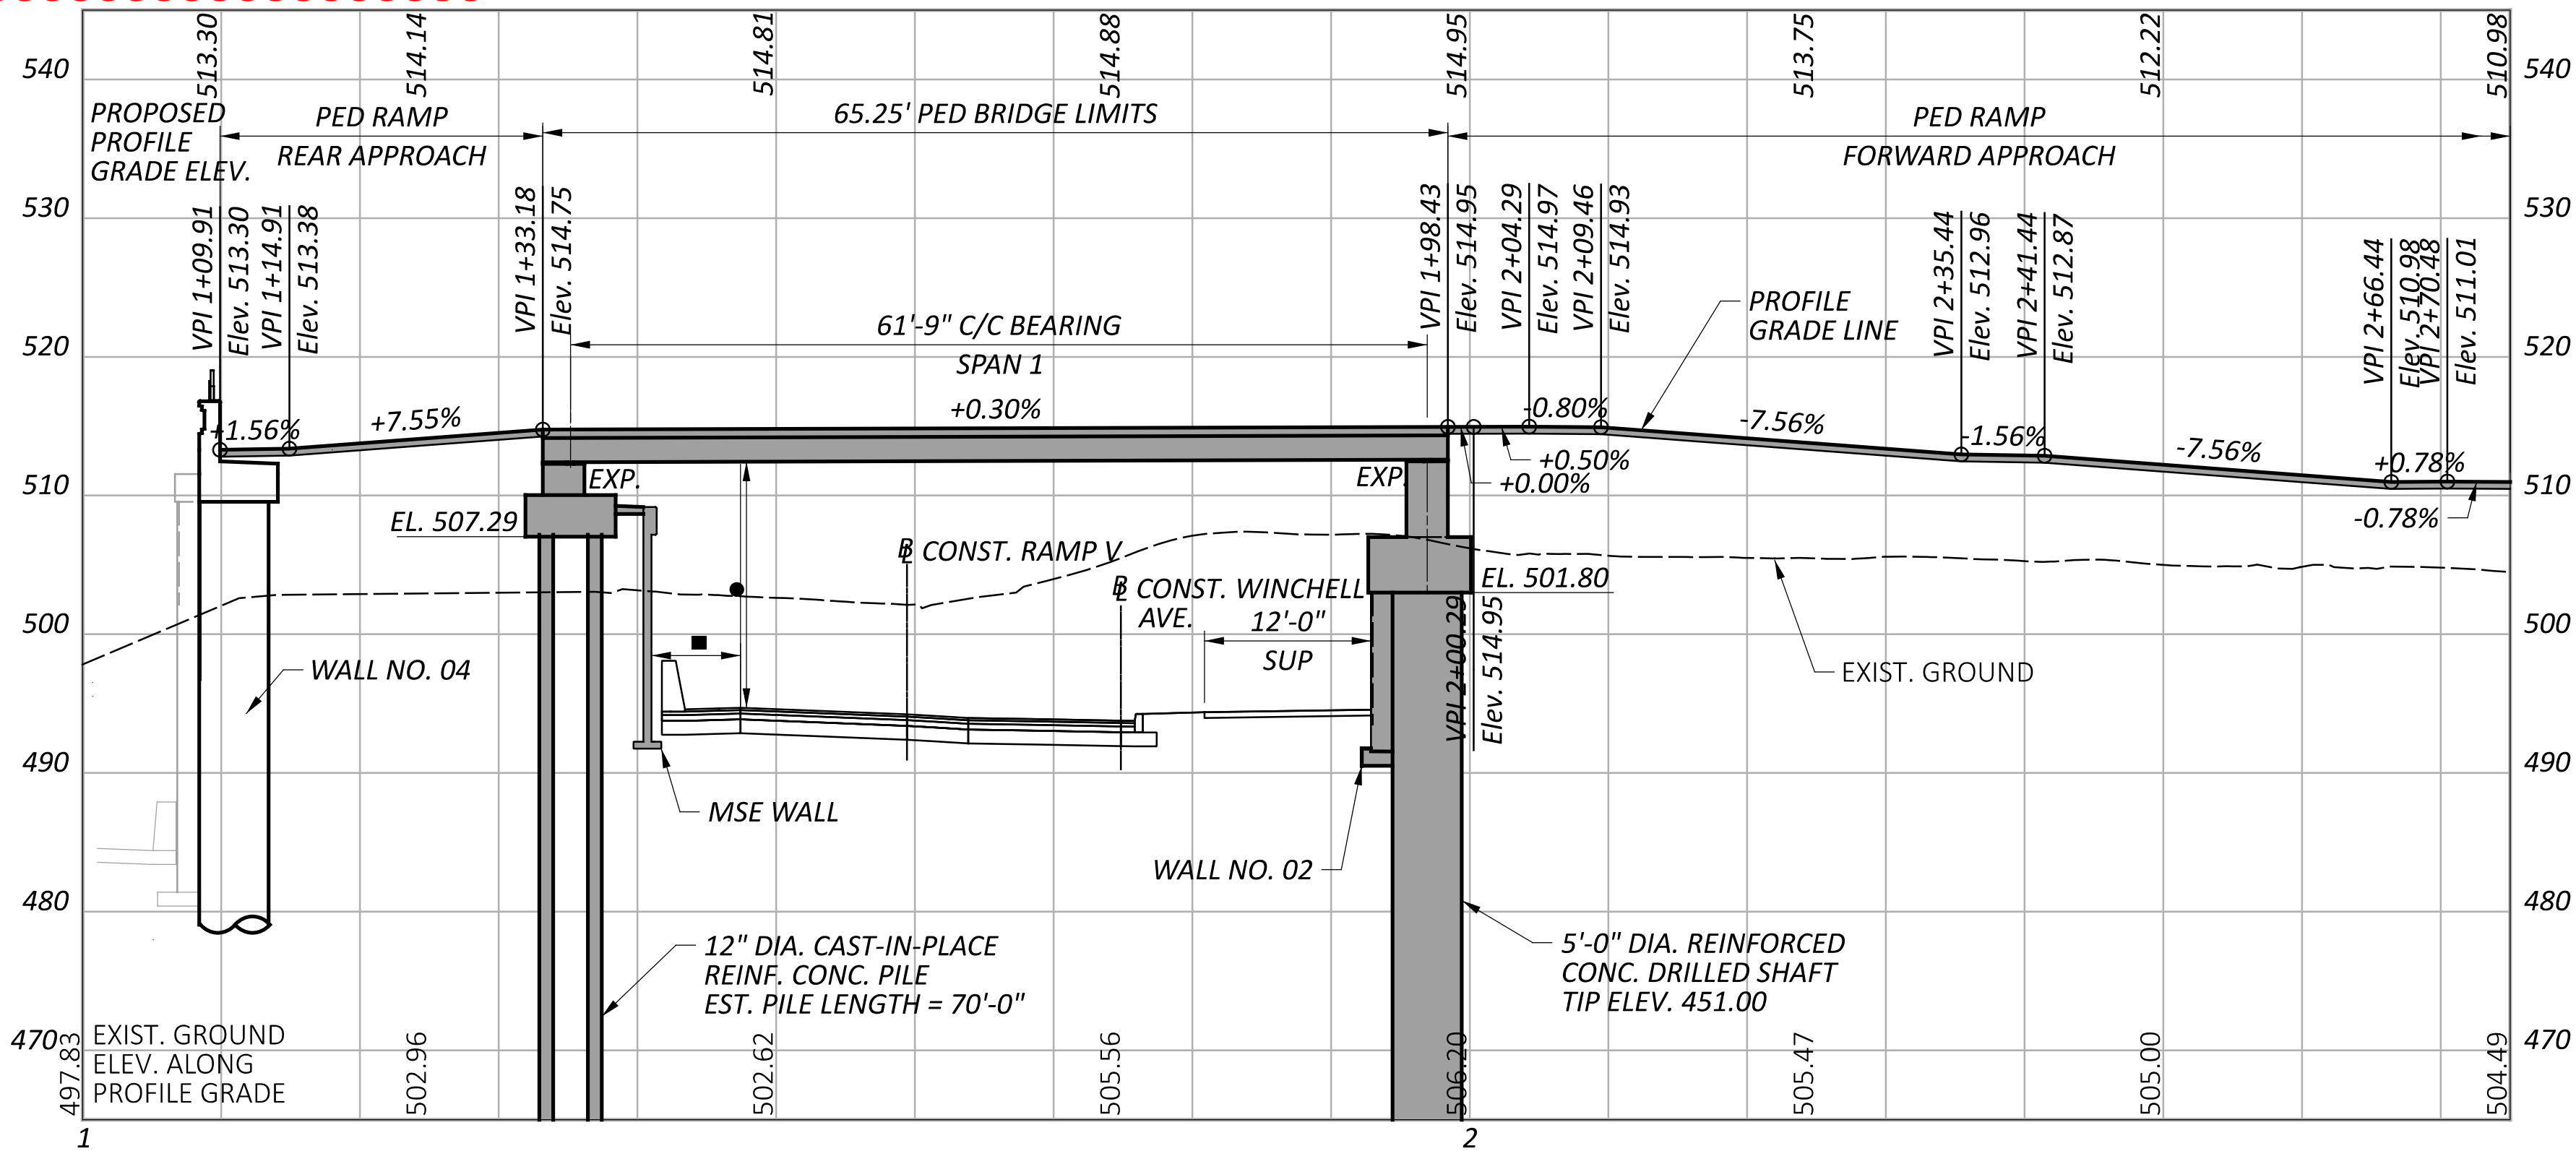 513.30
514.14
514.81
514.88
514.95
513.75
512.22
510.98
540
540
PROPOSED
PROFILE
GRADE ELEV.
PED RAMP
REAR APPROACH
65.25' PED BRIDGE LIMITS
PED RAMP
FORWARD APPROACH
530
530
VPI 1+09.91
Elev. 513.30
VPI 1+14.91
Elev. 513.38
VPI 1+33.18
Elev. 514.75
VPI 1+98.43
Elev. 514.95
VPI 2+04.29
Elev. 514.97
VPI 2+09.46
Elev. 514.93
VPI 2+35.44
Elev. 512.96
VPI 2+41.44
Elev. 512.87
VPI 2+66.44
Elev. 510.98
VPI 2+70.48
Elev. 511.01
61'-9" C/C BEARING
SPAN 1
PROFILE
GRADE LINE
520
520
+1.56%
+7.55%
+0.30%
-0.80%
-7.56%
-1.56%
-7.56%
+0.78%
+0.50%
+0.00%
-0.78%
EXP.
EXP.
510
510
EL. 507.29
℄ CONST. RAMP V
℄ CONST. WINCHELL
AVE.
EL. 501.80
12'-0"
SUP
VPI 2+00.29
Elev. 514.95
500
500
WALL NO. 04
EXIST. GROUND
490
490
MSE WALL
WALL NO. 02
480
480
12" DIA. CAST-IN-PLACE
REINF. CONC. PILE
EST. PILE LENGTH = 70'-0"
5'-0" DIA. REINFORCED
CONC. DRILLED SHAFT
TIP ELEV. 451.00
470
470
EXIST. GROUND
ELEV. ALONG
PROFILE GRADE
497.83
502.96
502.62
505.56
506.20
505.47
505.00
504.49
1
2